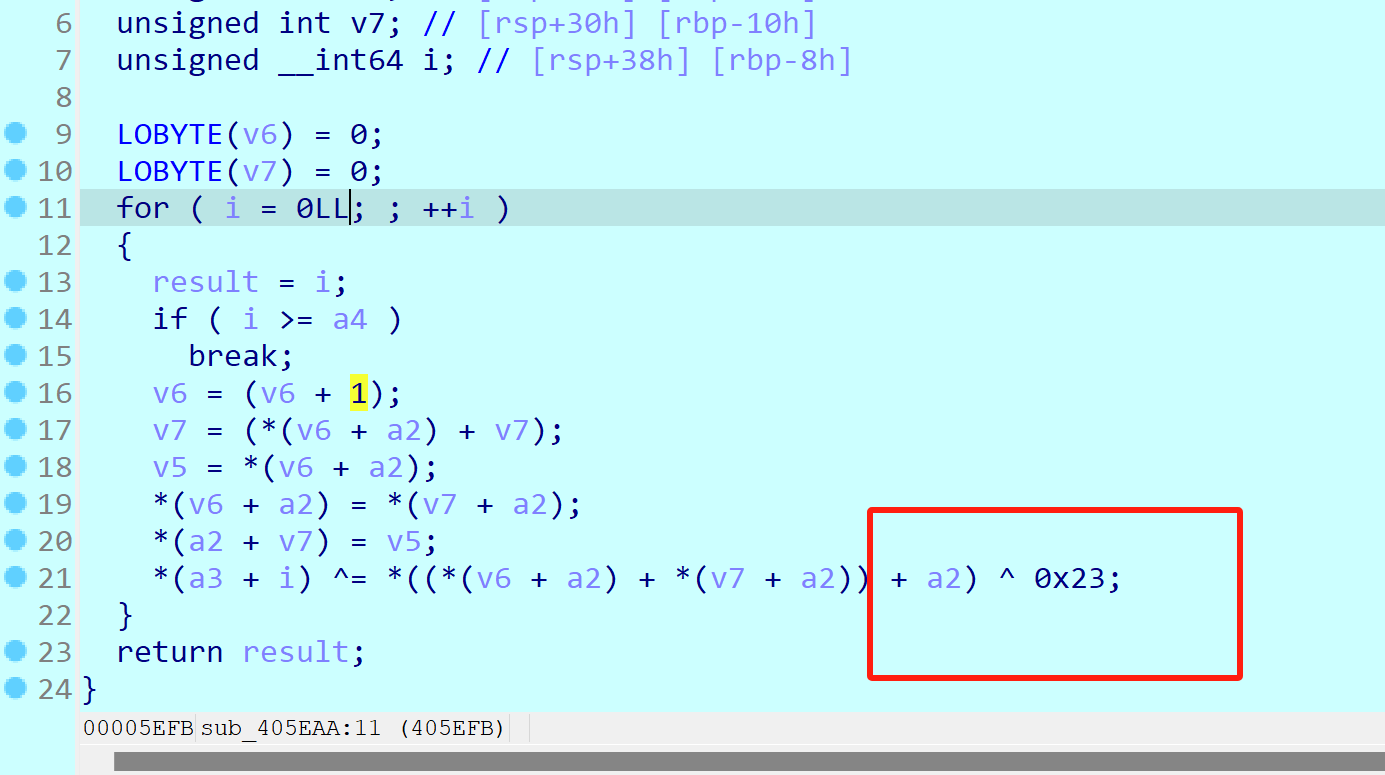 6 unsigned int v7; // [rsp+30h] [rbp-10h]
7 unsigned __int64 i; // [rsp+38h] [rbp-8h]
8
9 LOBYTE(v6) = 0;
10 LOBYTE(v7) = 0;
11 for ( i = 0LL; ; ++i )
12 {
13 result = i;
14 if ( i >= a4 )
15 break;
16 v6 = (v6 + 1);
17 v7 = (*(v6 + a2) + v7);
18 v5 = *(v6 + a2);
19 *(v6 + a2) = *(v7 + a2);
20 *(a2 + v7) = v5;
21 *(a3 + i) ^= *((*(v6 + a2) + *(v7 + a2)) + a2) ^ 0x23;
22 }
23 return result;
24 }
00005EFB sub_405EAA:11 (405EFB)